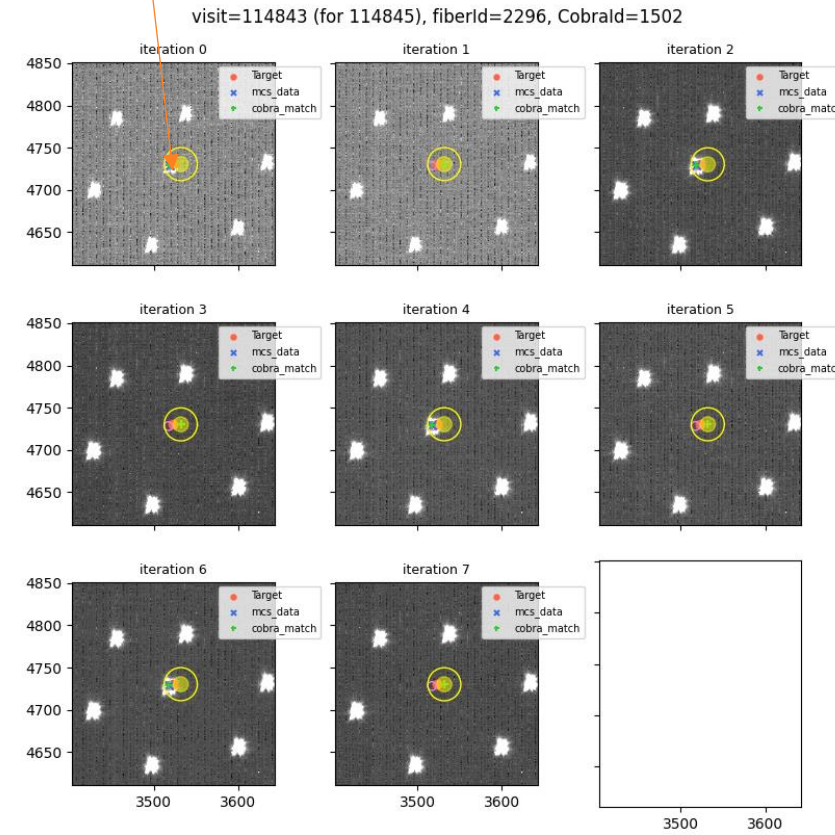 visit=114843 (for 114845), fiberId=2296, CobraId=1502
iteration 0
iteration 1
iteration 2
4850
4800
4750
4700
4650
Target
mcs_data
cobra_match
Target
mcs_data
cobra_match
Target
mcs_data
cobra_matc
iteration 3
iteration 4
iteration 5
4850
4800
4750
4700
4650
Target
mcs_data
cobra_match
Target
mcs_data
cobra_match
Target
mcs_data
cobra_matc
iteration 6
iteration 7
4850
4800
4750
4700
4650
Target
mcs_data
cobra_match
Target
mcs_data
cobra_match
3500
3600
3500
3600
3500
3600